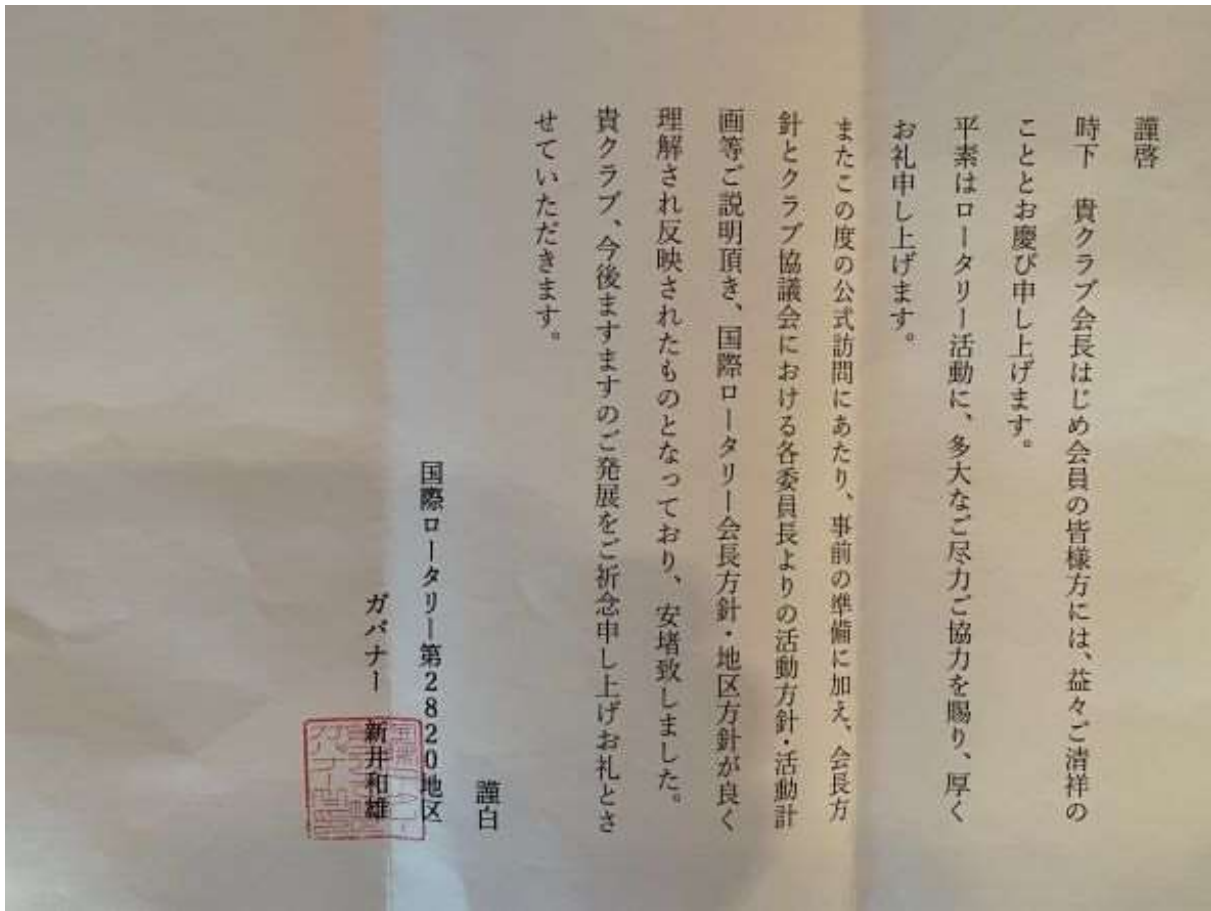 謹啓
時下　貴クラブ会長はじめ会員の皆様方には、益々ご清祥の
こととお慶び申し上げます。
平素はロータリー活動に、多大なご尽力ご協力を賜り、厚く
お礼申し上げます。
またこの度の公式訪問にあたり、事前の準備に加え、会長方
針とクラブ協議会における各委員長よりの活動方針・活動計
画等ご説明頂き、国際ロータリー会長方針・地区方針が良く
理解され反映されたものとなっており、安堵致しました。
貴クラブ、今後ますますのご発展をご祈念申し上げお礼とさ
せていただきます。
謹白
国際ロータリー第2820地区
ガバナー　新井和雄